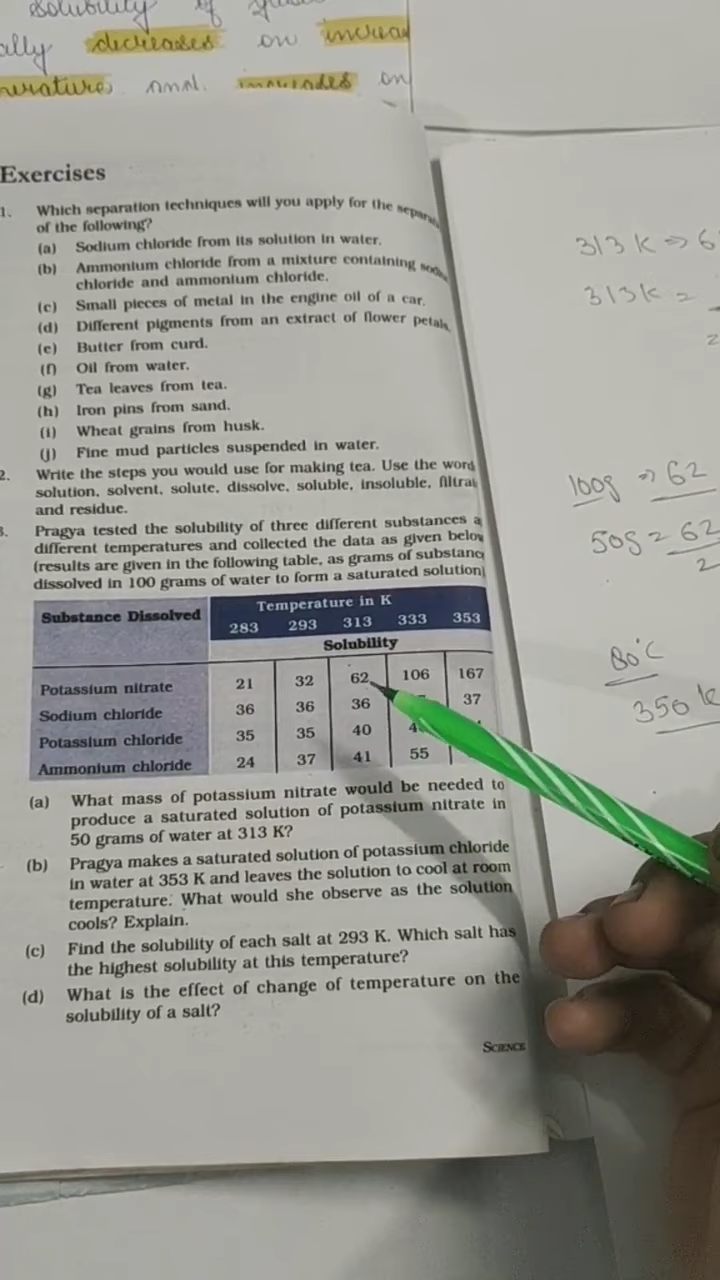 solubility of
decreases on
on
Exercises
1. Which separation techniques will you apply for the
of the following?
(a) Sodium chloride from its solution in water.
(b) Ammonium chloride from a mixture containing
chloride and ammonium chloride.
(c) Small pieces of metal in the engine oil of a car.
(d) Different pigments from an extract of flower petals
(e) Butter from curd.
(f) Oil from water.
(g) Tea leaves from tea.
(h) Iron pins from sand.
(i) Wheat grains from husk.
(j) Fine mud particles suspended in water.
2. Write the steps you would use for making tea. Use the word
solution, solvent, solute, dissolve, soluble, insoluble,
and residue.
Pragya tested the solubility of three different substances
different temperatures and collected the data as given
(results are given in the following table, as grams of
dissolved in 100 grams of water to form a saturated solution
Substance Dissolved Temperature in K
283 293 313 333 353
Solubility
Potassium nitrate 21 32 62 106 167
Sodium chloride 36 36 36 37
Potassium chloride 35 35 40
Ammonium chloride 24 37 41 55
(a) What mass of potassium nitrate would be needed to
produce a saturated solution of potassium nitrate in
50 grams of water at 313 K?
(b) Pragya makes a saturated solution of potassium chloride
in water at 353 K and leaves the solution to cool at room
temperature. What would she observe as the solution
cools? Explain.
(c) Find the solubility of each salt at 293 K. Which salt has
the highest solubility at this temperature?
(d) What is the effect of change of temperature on the
solubility of a salt?
SCIENCE
313 K ⇒ 6
313K =
100g ⇒ 62
50g = 62
2
80°C
350 K